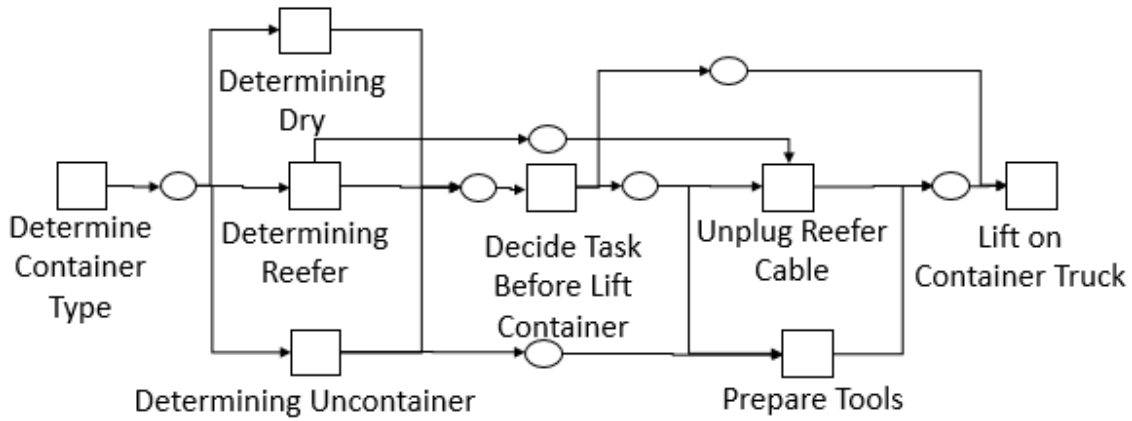 Determining
Dry
Determine
Container
Type
Determining
Reefer
Decide Task
Before Lift
Container
Unplug Reefer
Cable
Lift on
Container Truck
Determining Uncontainer
Prepare Tools